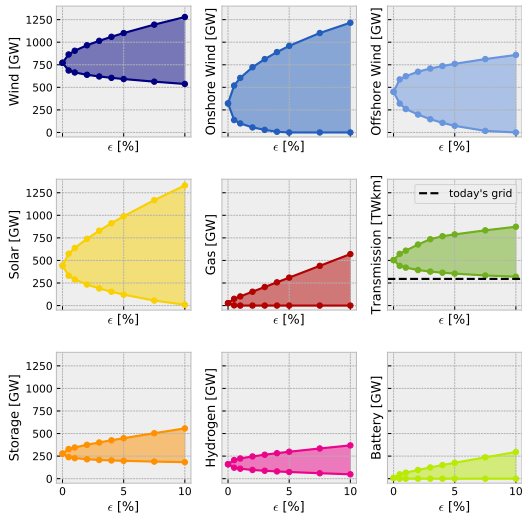 Wind [GW]
1250
1000
750
500
250
0
ϵ [%]
Onshore Wind [GW]
ϵ [%]
Offshore Wind [GW]
ϵ [%]
Solar [GW]
1250
1000
750
500
250
0
ϵ [%]
Gas [GW]
ϵ [%]
Transmission [TWkm]
today's grid
ϵ [%]
Storage [GW]
1250
1000
750
500
250
0
0 5 10
ϵ [%]
Hydrogen [GW]
0 5 10
ϵ [%]
Battery [GW]
0 5 10
ϵ [%]